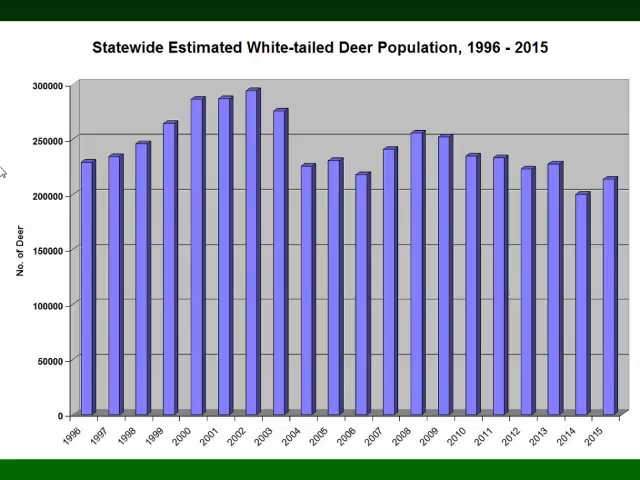 Statewide Estimated White-tailed Deer Population, 1996 - 2015
300000
250000
200000
150000
100000
50000
0
No. of Deer
1996 1997 1998 1999 2000 2001 2002 2003 2004 2005 2006 2007 2008 2009 2010 2011 2012 2013 2014 2015